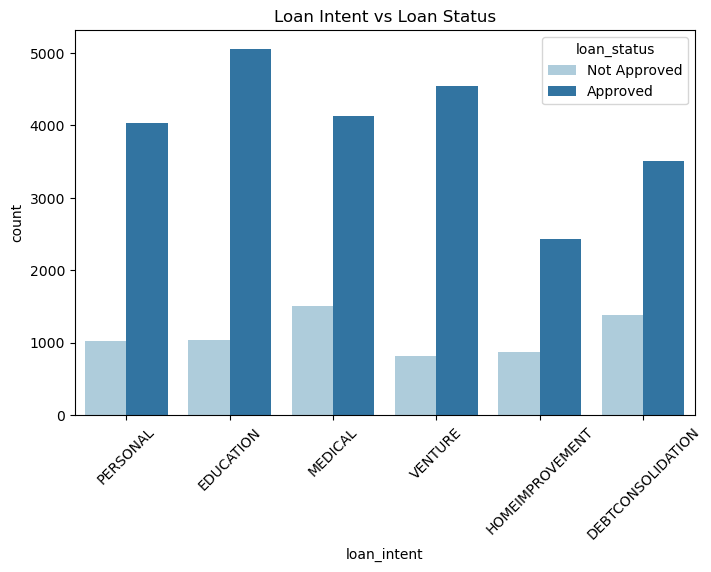 Loan Intent vs Loan Status
loan_status
Not Approved
Approved
count
5000
4000
3000
2000
1000
0
PERSONAL
EDUCATION
MEDICAL
VENTURE
HOMEIMPROVEMENT
DEBTCONSOLIDATION
loan_intent